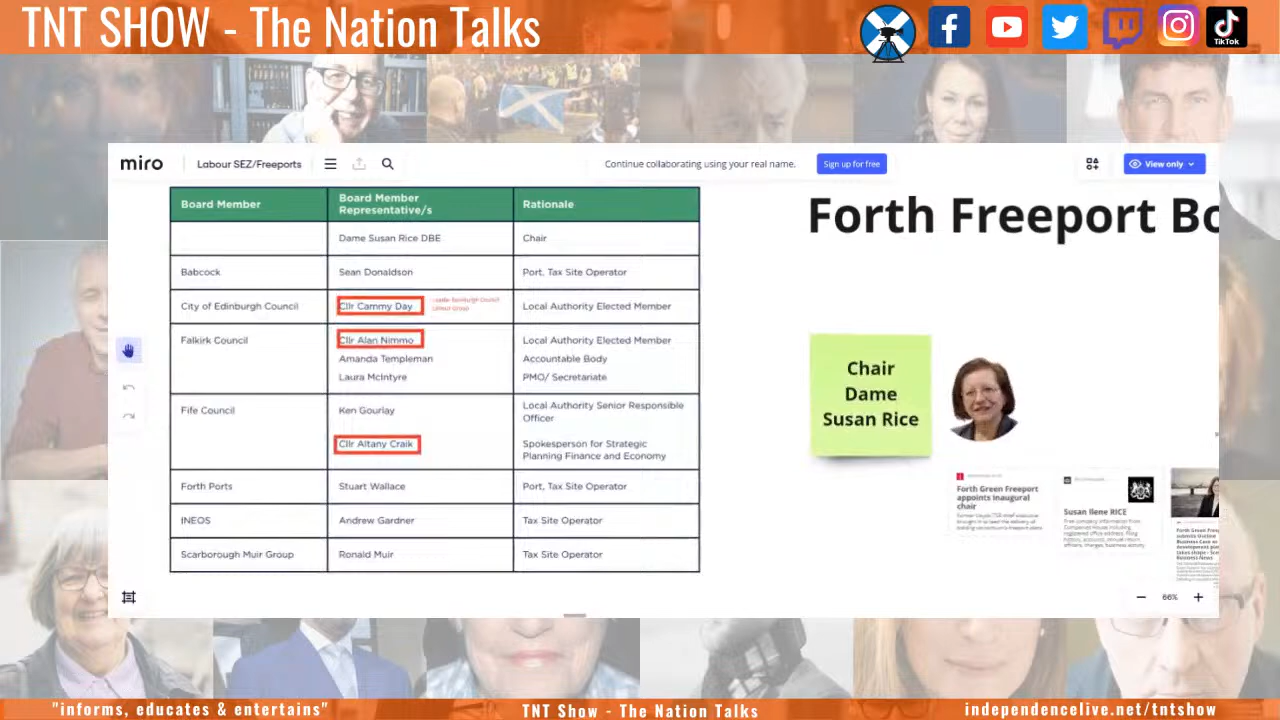 TNT SHOW - The Nation Talks
TikTok
miro
Labour SEZ/Freeports
Continue collaborating using your real name.
Sign up for free
View only
Board Member
Board Member
Representative/s
Rationale
Dame Susan Rice DBE
Chair
Babcock
Sean Donaldson
Port, Tax Site Operator
City of Edinburgh Council
Cllr Cammy Day
Local Authority Elected Member
Falkirk Council
Cllr Alan Nimmo
Local Authority Elected Member
Amanda Templeman
Accountable Body
Laura McIntyre
PMO/ Secretariate
Fife Council
Ken Gourlay
Local Authority Senior Responsible
Officer
Cllr Altany Craik
Spokesperson for Strategic
Planning Finance and Economy
Forth Ports
Stuart Wallace
Port, Tax Site Operator
INEOS
Andrew Gardner
Tax Site Operator
Scarborough Muir Group
Ronald Muir
Tax Site Operator
Forth Freeport Bo
Chair
Dame
Susan Rice
Forth Green Freeport
appoints inaugural
chair
Susan Ilene RICE
66%
"informs, educates & entertains"
TNT Show - The Nation Talks
independencelive.net/tntshow